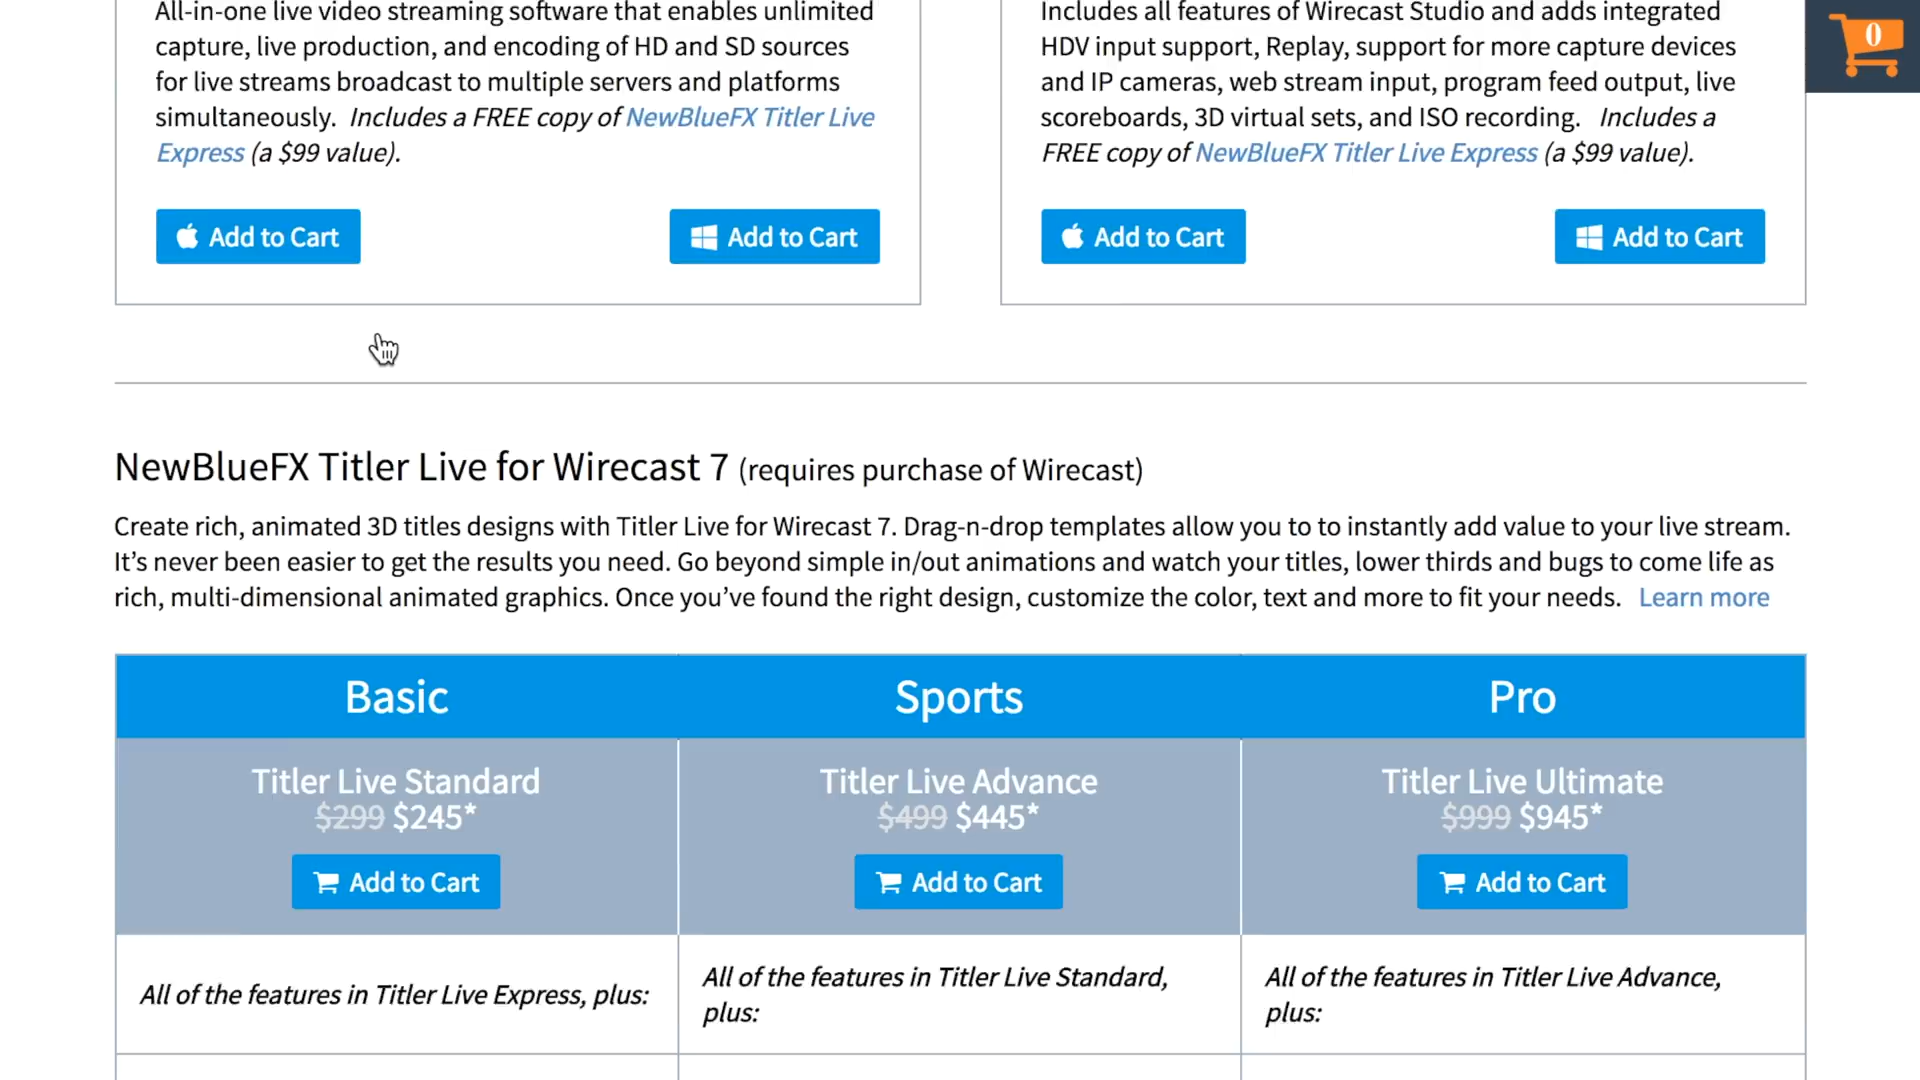 All-in-one live video streaming software that enables unlimited
capture, live production, and encoding of HD and SD sources
for live streams broadcast to multiple servers and platforms
simultaneously. Includes a FREE copy of NewBlueFX Titler Live
Express (a $99 value).
Add to Cart
Add to Cart
Includes all features of Wirecast Studio and adds integrated
HDV input support, Replay, support for more capture devices
and IP cameras, web stream input, program feed output, live
scoreboards, 3D virtual sets, and ISO recording. Includes a
FREE copy of NewBlueFX Titler Live Express (a $99 value).
Add to Cart
Add to Cart
0
NewBlueFX Titler Live for Wirecast 7 (requires purchase of Wirecast)
Create rich, animated 3D titles designs with Titler Live for Wirecast 7. Drag-n-drop templates allow you to to instantly add value to your live stream.
It’s never been easier to get the results you need. Go beyond simple in/out animations and watch your titles, lower thirds and bugs to come life as
rich, multi-dimensional animated graphics. Once you’ve found the right design, customize the color, text and more to fit your needs. Learn more
Basic
Titler Live Standard
$299 $245*
Add to Cart
All of the features in Titler Live Express, plus:
Sports
Titler Live Advance
$499 $445*
Add to Cart
All of the features in Titler Live Standard,
plus:
Pro
Titler Live Ultimate
$999 $945*
Add to Cart
All of the features in Titler Live Advance,
plus: